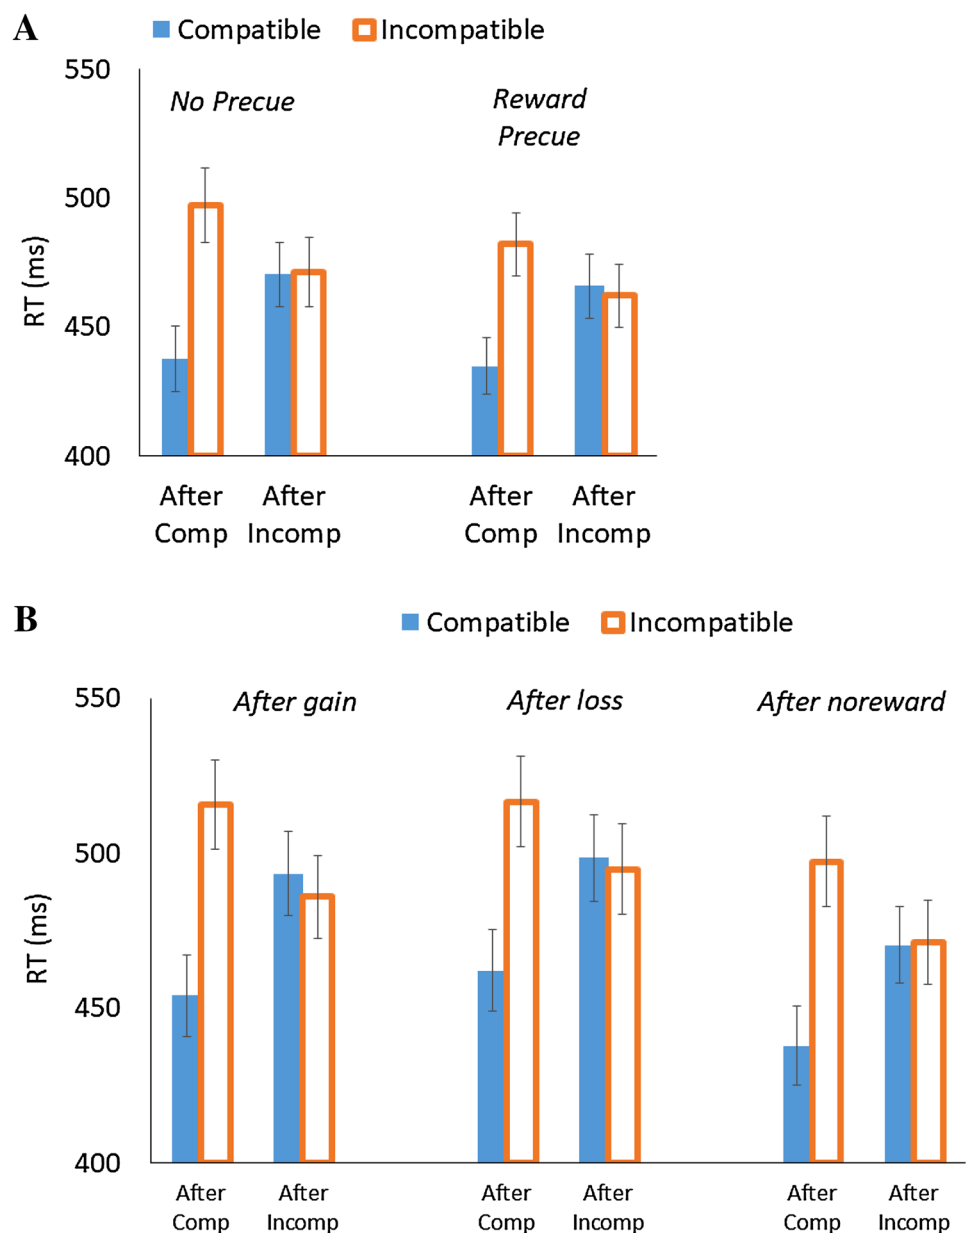 A
Compatible Incompatible
550
No Precue
Reward
Precue
500
RT (ms)
450
400
After After After After
Comp Incomp Comp Incomp
B
Compatible Incompatible
550
After gain After loss After noreward
500
RT (ms)
450
400
After After After After After After
Comp Incomp Comp Incomp Comp Incomp